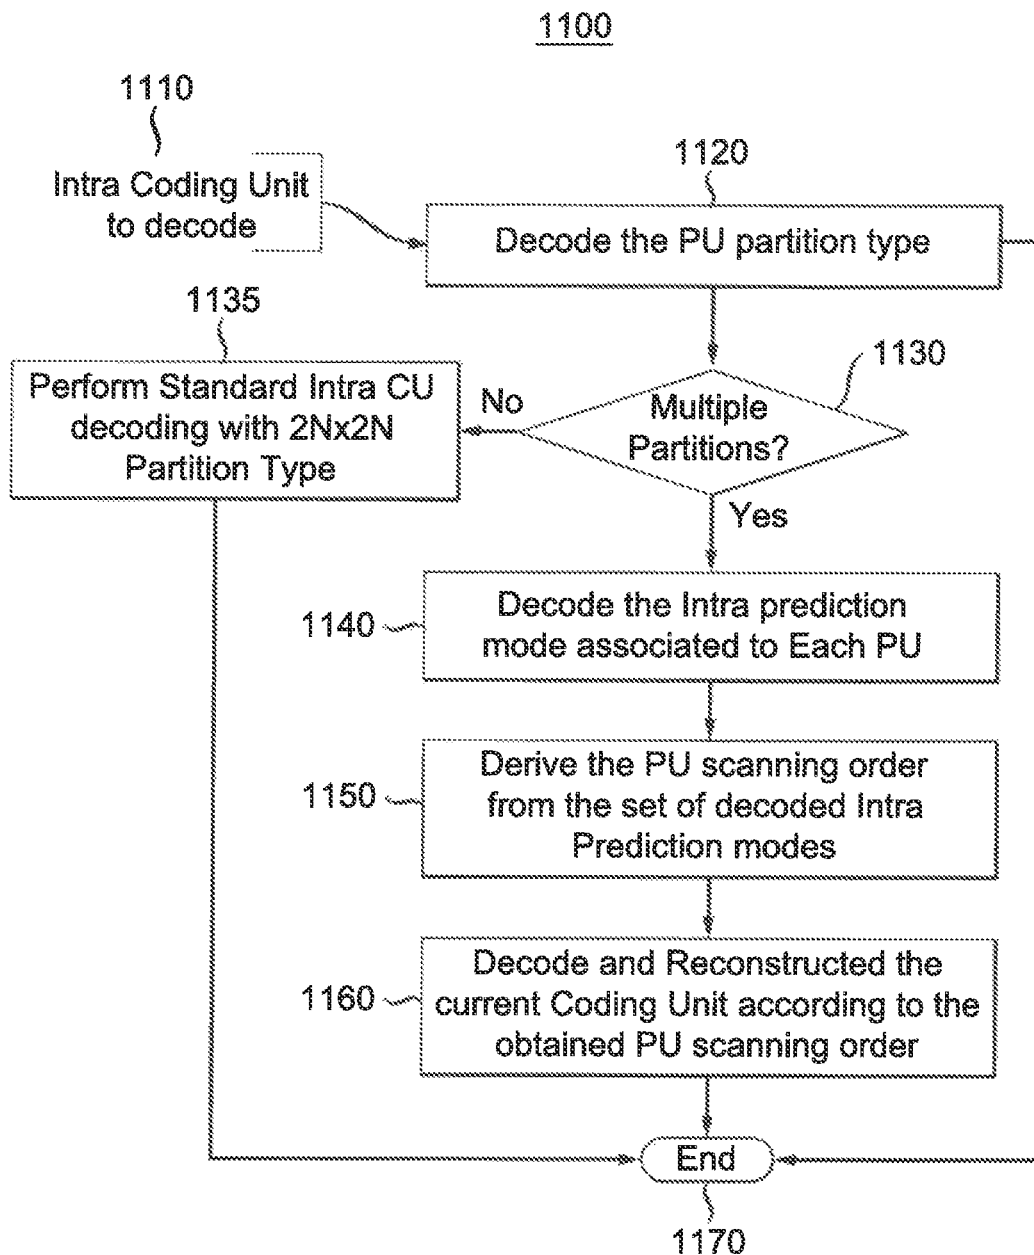 1100
1110
Intra Coding Unit
to decode
1120
Decode the PU partition type
1135
Perform Standard Intra CU
decoding with 2Nx2N
Partition Type
No
1130
Multiple
Partitions?
Yes
1140
Decode the Intra prediction
mode associated to Each PU
1150
Derive the PU scanning order
from the set of decoded Intra
Prediction modes
1160
Decode and Reconstructed the
current Coding Unit according to the
obtained PU scanning order
End
1170